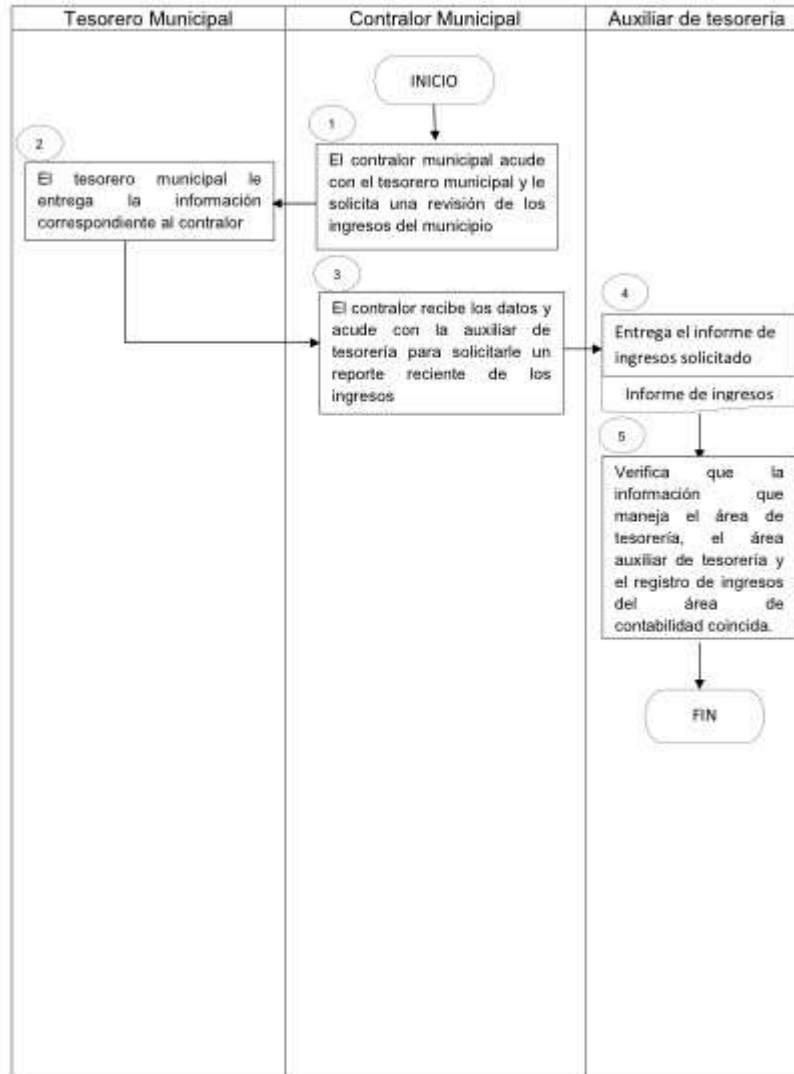 Tesorero Municipal
Contralor Municipal
Auxiliar de tesorería
INICIO
1
El contralor municipal acude
con el tesorero municipal y le
solicita una revisión de los
ingresos del municipio
2
El tesorero municipal le
entrega la información
correspondiente al contralor
3
El contralor recibe los datos y
acude con la auxiliar de
tesorería para solicitarle un
reporte reciente de los
ingresos
4
Entrega el informe de
ingresos solicitado
Informe de ingresos
5
Verifica que la
información que
maneja el área de
tesorería, el área
auxiliar de tesorería y
el registro de ingresos
del área de
contabilidad coincida.
FIN